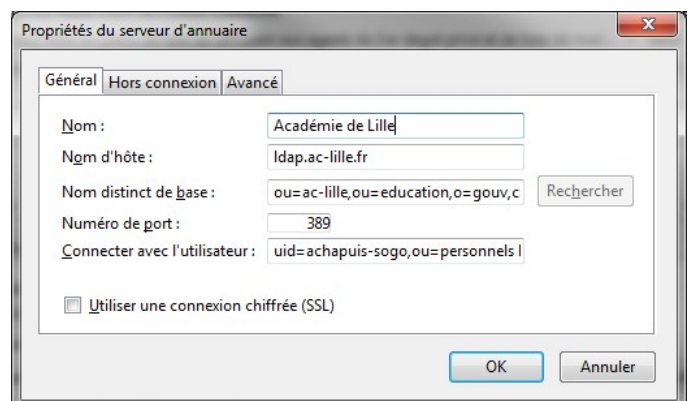 Propriétés du serveur d'annuaire
Général Hors connexion Avancé
Nom : Académie de Lille
Nom d'hôte : ldap.ac-lille.fr
Nom distinct de base : ou=ac-lille,ou=education,o=gouv,c Rechercher
Numéro de port : 389
Connecter avec l'utilisateur : uid=achapuis-sogo,ou=personnels l
Utiliser une connexion chiffrée (SSL)
OK Annuler